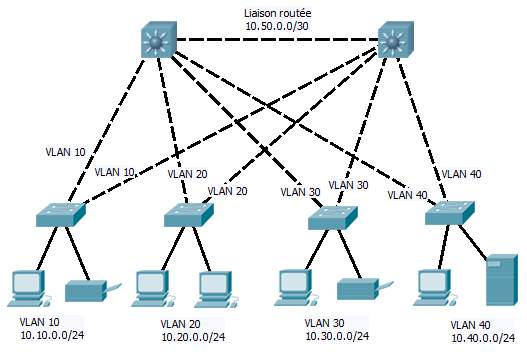 Liaison routée
10.50.0.0/30
VLAN 10
VLAN 10
VLAN 20
VLAN 20
VLAN 30
VLAN 30
VLAN 40
VLAN 40
VLAN 10
10.10.0.0/24
VLAN 20
10.20.0.0/24
VLAN 30
10.30.0.0/24
VLAN 40
10.40.0.0/24